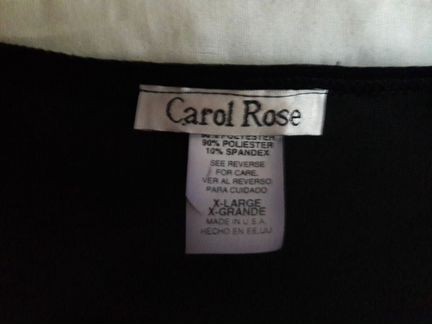 Carol Rose
90% POLIESTER
10% SPANDEX
SEE REVERSE
FOR CARE.
VER AL REVERSO
PARA CUIDADO
X-LARGE
X-GRANDE
MADE IN U.S.A.
HECHO EN EE.UU.